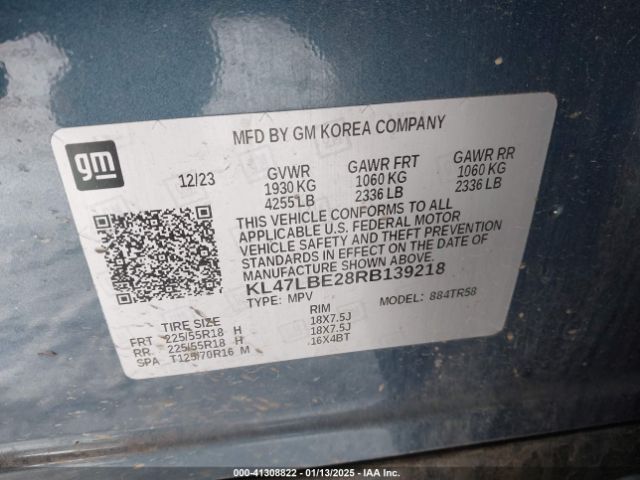 MFD BY GM KOREA COMPANY
gm
12/23
GVWR GAWR FRT GAWR RR
1930 KG 1060 KG 1060 KG
4255 LB 2336 LB 2336 LB
THIS VEHICLE CONFORMS TO ALL
APPLICABLE U.S. FEDERAL MOTOR
VEHICLE SAFETY AND THEFT PREVENTION
STANDARDS IN EFFECT ON THE DATE OF
MANUFACTURE SHOWN ABOVE.
KL47LBE28RB139218
TYPE: MPV MODEL: 884TR58
TIRE SIZE RIM
FRT 225/55R18 H 18X7.5J
RR 225/55R18 H 18X7.5J
SPA T125/70R16 M 16X4BT
000-41308822 — 01/13/2025 — IAA Inc.